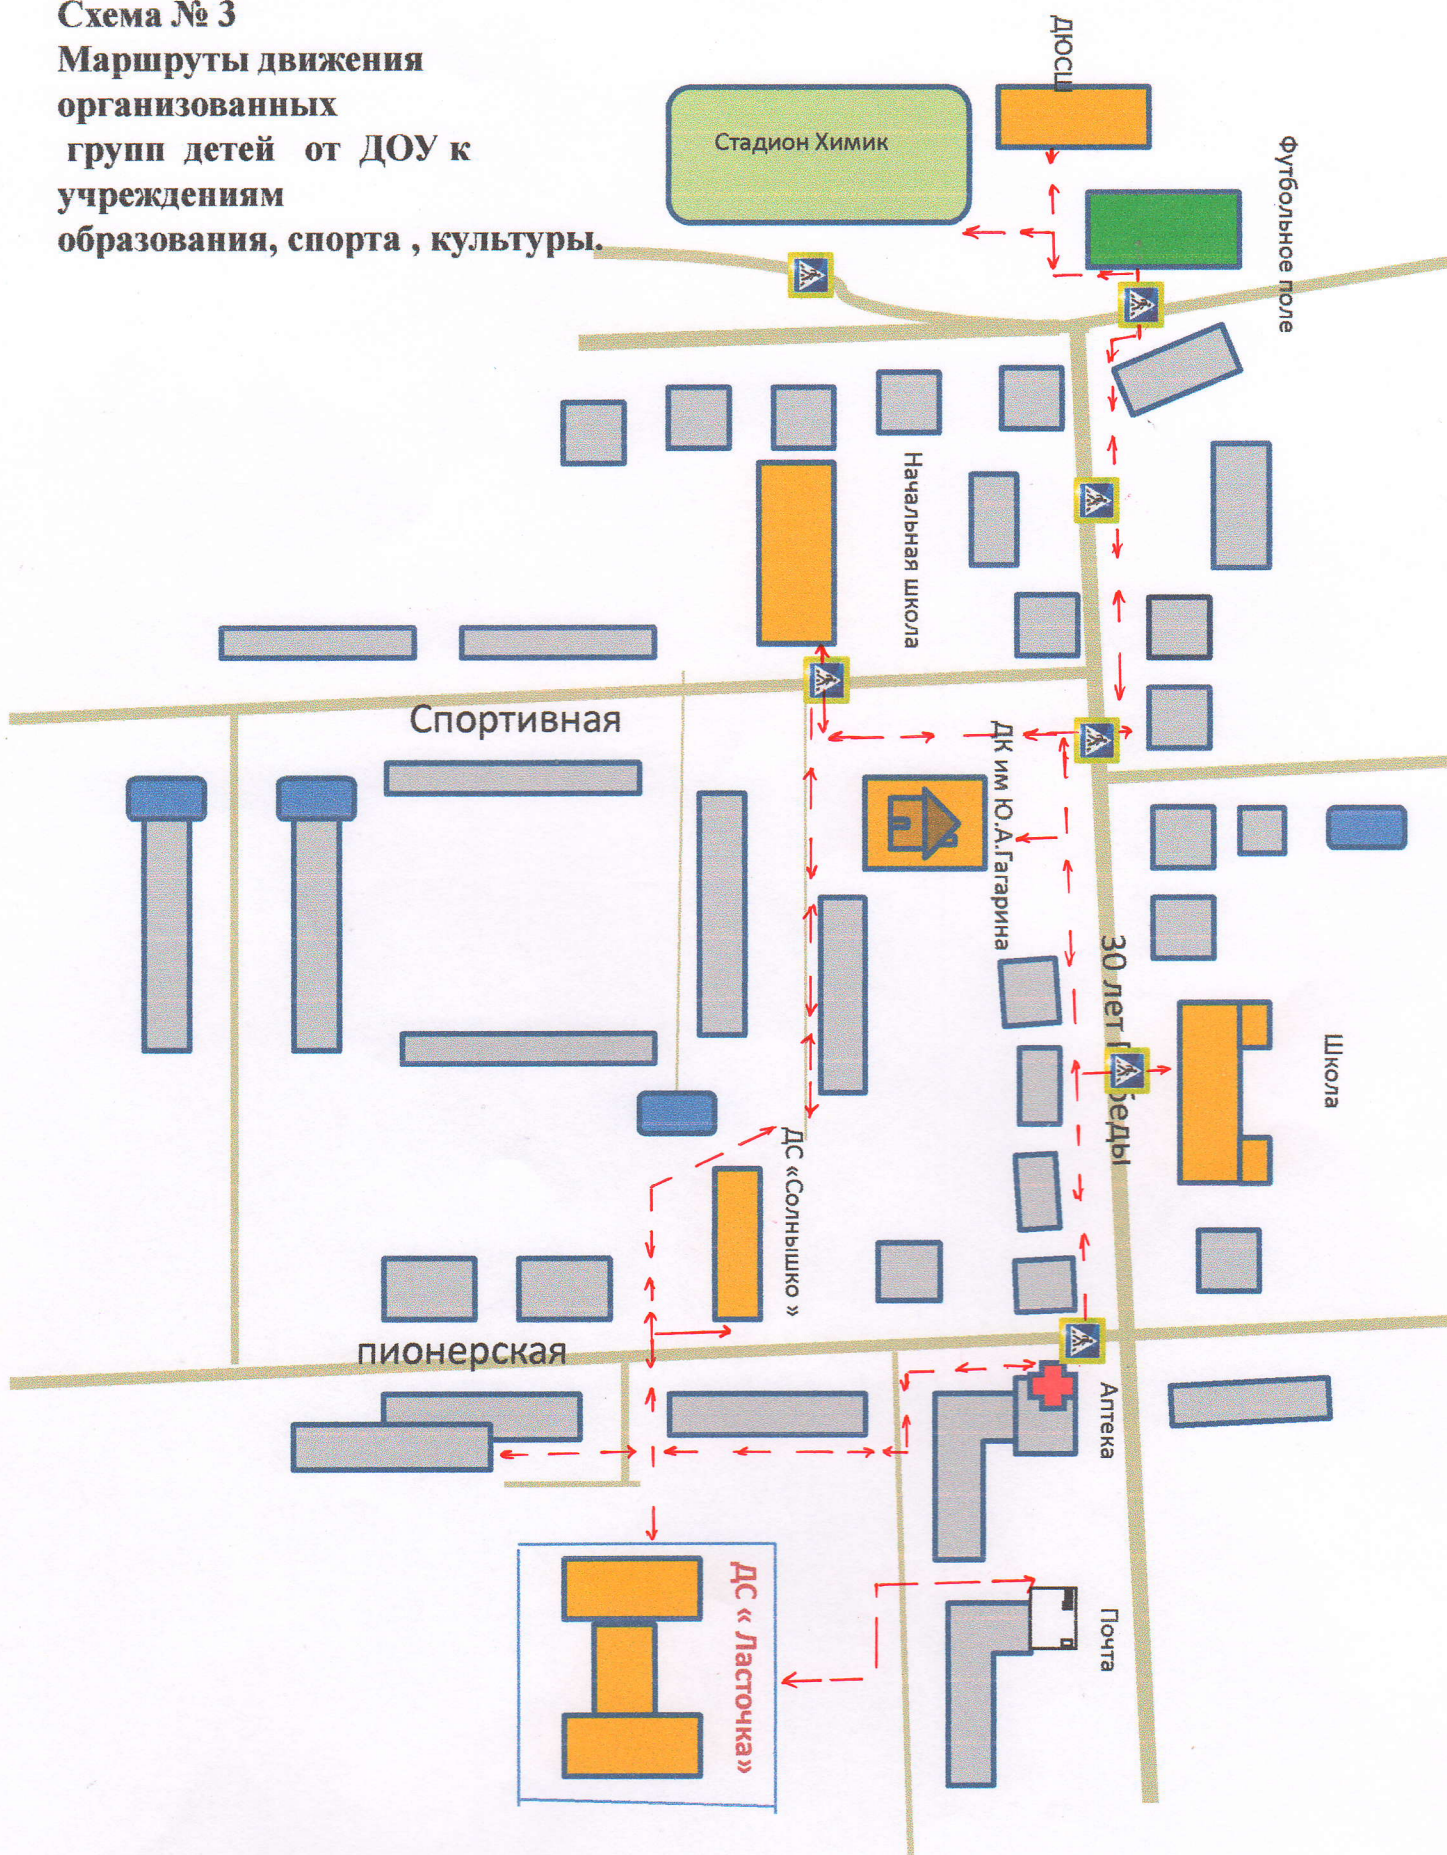 Схема № 3
Маршруты движения
организованных
групп детей от ДОУ к
учреждениям
образования, спорта , культуры.
ДЮСШ
Стадион Химик
Футбольное поле
Начальная школа
Спортивная
ДК им Ю.А.Гагарина
30 лет Победы
Школа
ДС «Солнышко »
пионерская
Аптека
ДС « Ласточка»
Почта